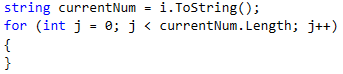 string currentNum = i.ToString();
for (int j = 0; j < currentNum.Length; j++)
{
}